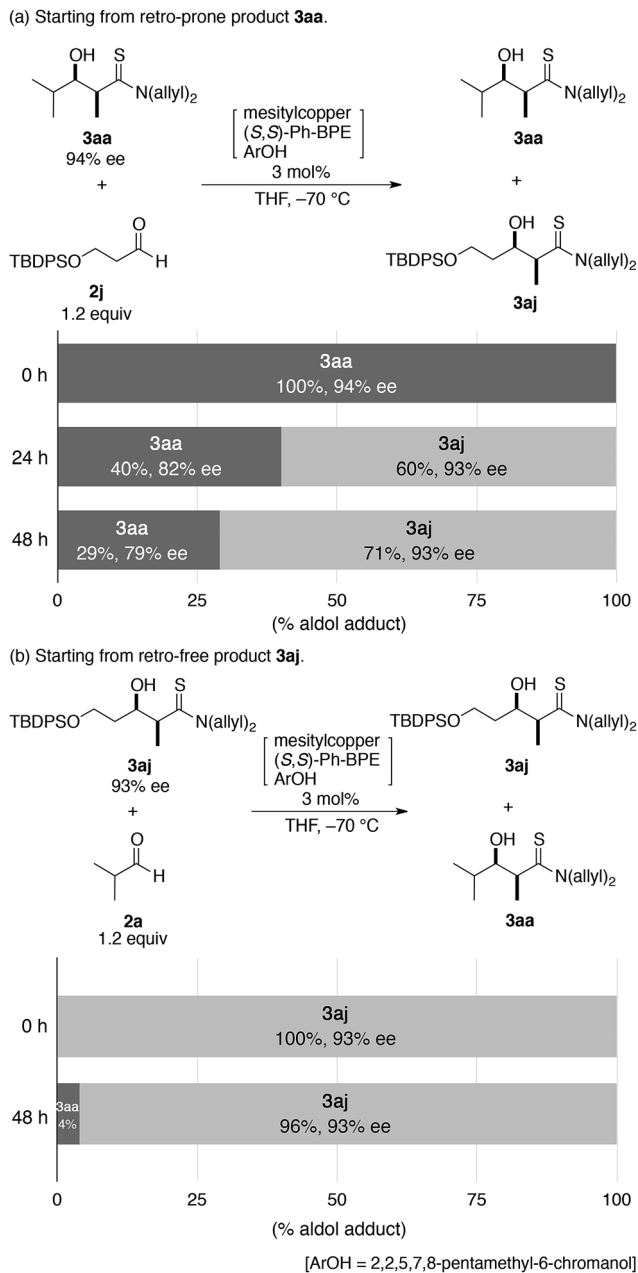 (a) Starting from retro-prone product 3aa.
OH S
N(allyl)2
3aa
94% ee
+
O
TBDPSO H
2j
1.2 equiv
mesitylcopper
(S,S)-Ph-BPE
ArOH
3 mol%
THF, –70 °C
OH S
N(allyl)2
3aa
+
OH S
TBDPSO N(allyl)2
3aj
0 h
3aa
100%, 94% ee
24 h
3aa
40%, 82% ee
3aj
60%, 93% ee
48 h
3aa
29%, 79% ee
3aj
71%, 93% ee
0 25 50 75 100
(% aldol adduct)
(b) Starting from retro-free product 3aj.
OH S
TBDPSO N(allyl)2
3aj
93% ee
+
O
H
2a
1.2 equiv
mesitylcopper
(S,S)-Ph-BPE
ArOH
3 mol%
THF, –70 °C
OH S
TBDPSO N(allyl)2
3aj
+
OH S
N(allyl)2
3aa
0 h
3aj
100%, 93% ee
48 h
3aa
4%
3aj
96%, 93% ee
0 25 50 75 100
(% aldol adduct)
[ArOH = 2,2,5,7,8-pentamethyl-6-chromanol]